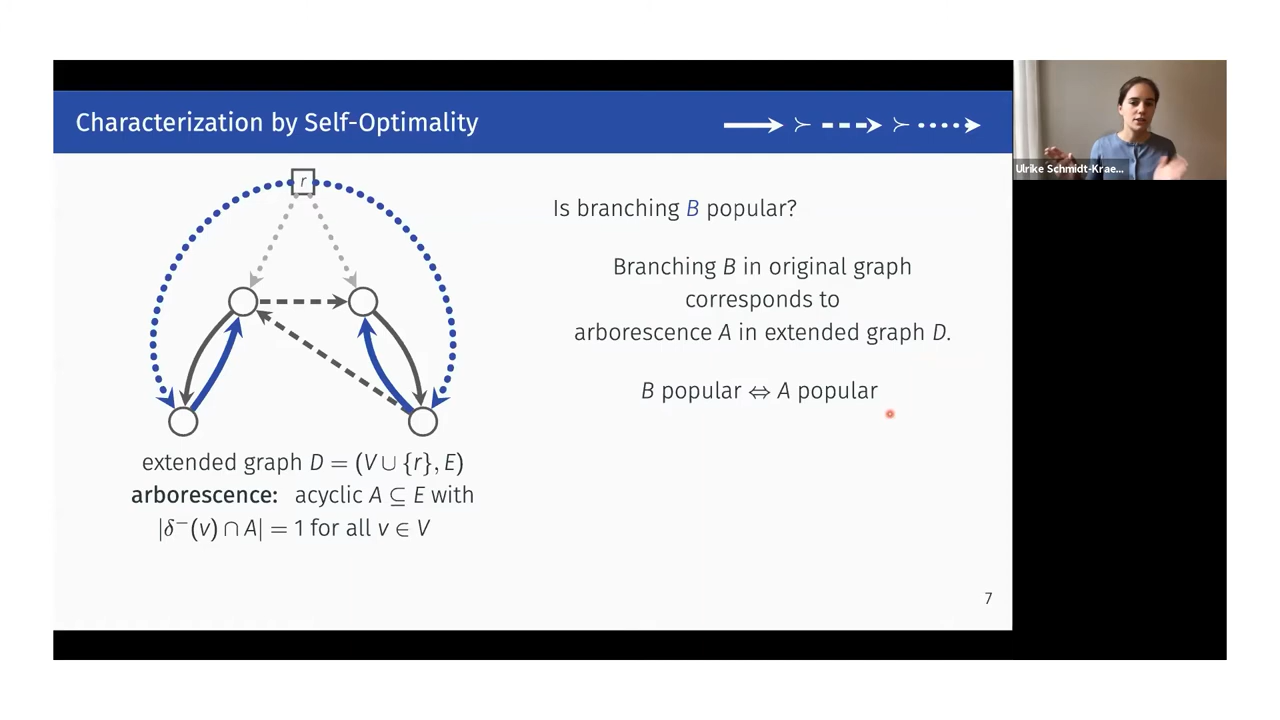 Characterization by Self-Optimality
≻ ≻
r
Is branching B popular?
Branching B in original graph
corresponds to
arborescence A in extended graph D.
B popular ⇔ A popular
extended graph D = (V ∪ {r}, E)
arborescence: acyclic A ⊆ E with
|δ⁻(v) ∩ A| = 1 for all v ∈ V
7
Ulrike Schmidt-Krae...